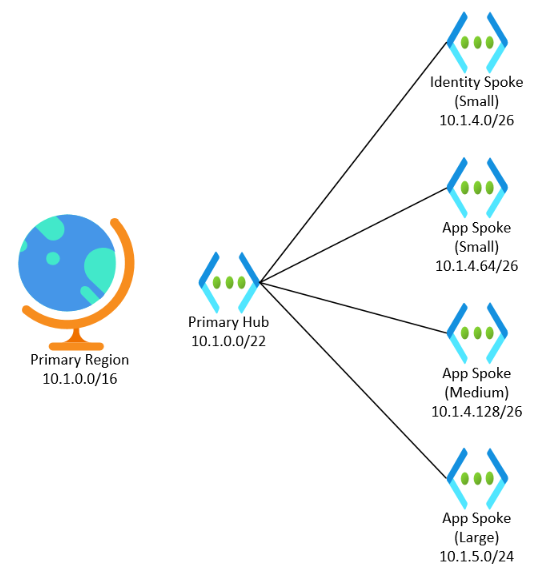 Identity Spoke
(Small)
10.1.4.0/26
App Spoke
(Small)
10.1.4.64/26
Primary Hub
10.1.0.0/22
Primary Region
10.1.0.0/16
App Spoke
(Medium)
10.1.4.128/26
App Spoke
(Large)
10.1.5.0/24